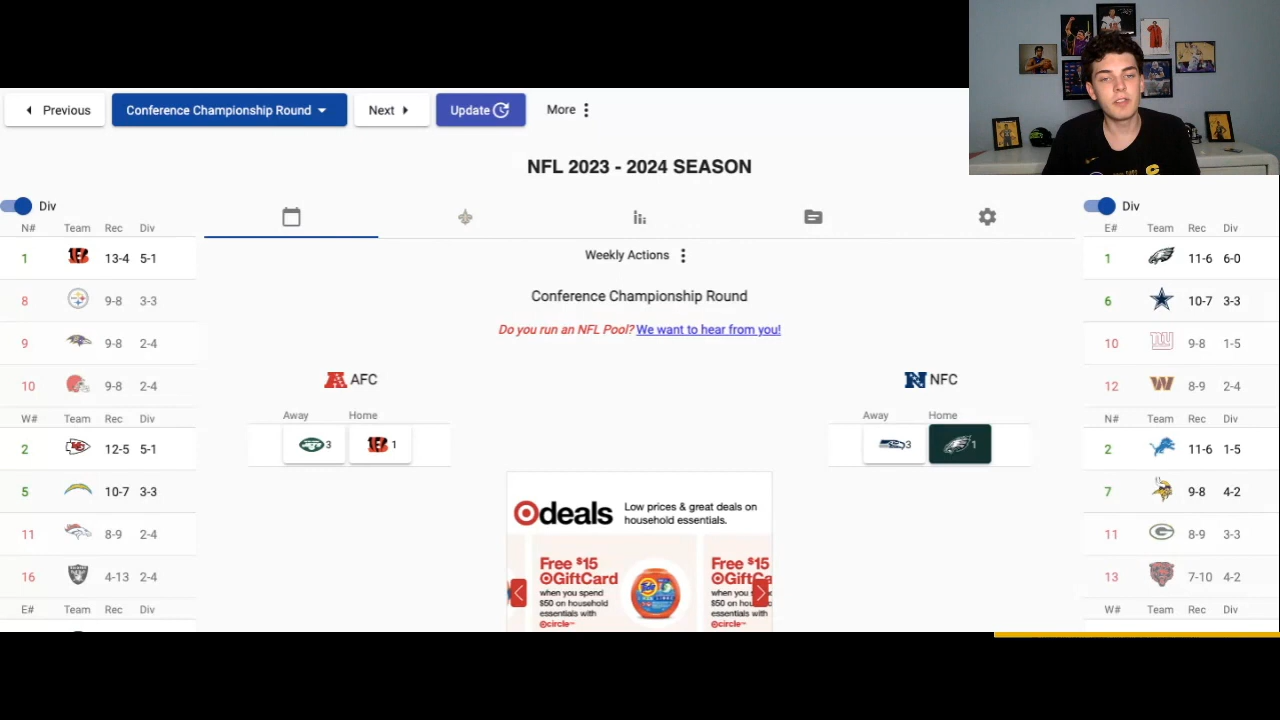 Previous Conference Championship Round Next Update More
NFL 2023 - 2024 SEASON
Div
N# Team Rec Div
1 13-4 5-1
8 9-8 3-3
9 9-8 2-4
10 9-8 2-4
W# Team Rec Div
2 12-5 5-1
5 10-7 3-3
11 8-9 2-4
16 4-13 2-4
E# Team Rec Div
Weekly Actions
Conference Championship Round
Do you run an NFL Pool? We want to hear from you!
AFC
Away Home
3 1
NFC
Away Home
3 1
deals
Low prices & great deals on
household essentials.
Free $15
GiftCard
when you spend
$50 on household
essentials with
circle™
Free $15
Div
E# Team Rec Div
1 11-6 6-0
6 10-7 3-3
10 9-8 1-5
12 8-9 2-4
N# Team Rec Div
2 11-6 1-5
7 9-8 4-2
11 8-9 3-3
13 7-10 4-2
W# Team Rec Div